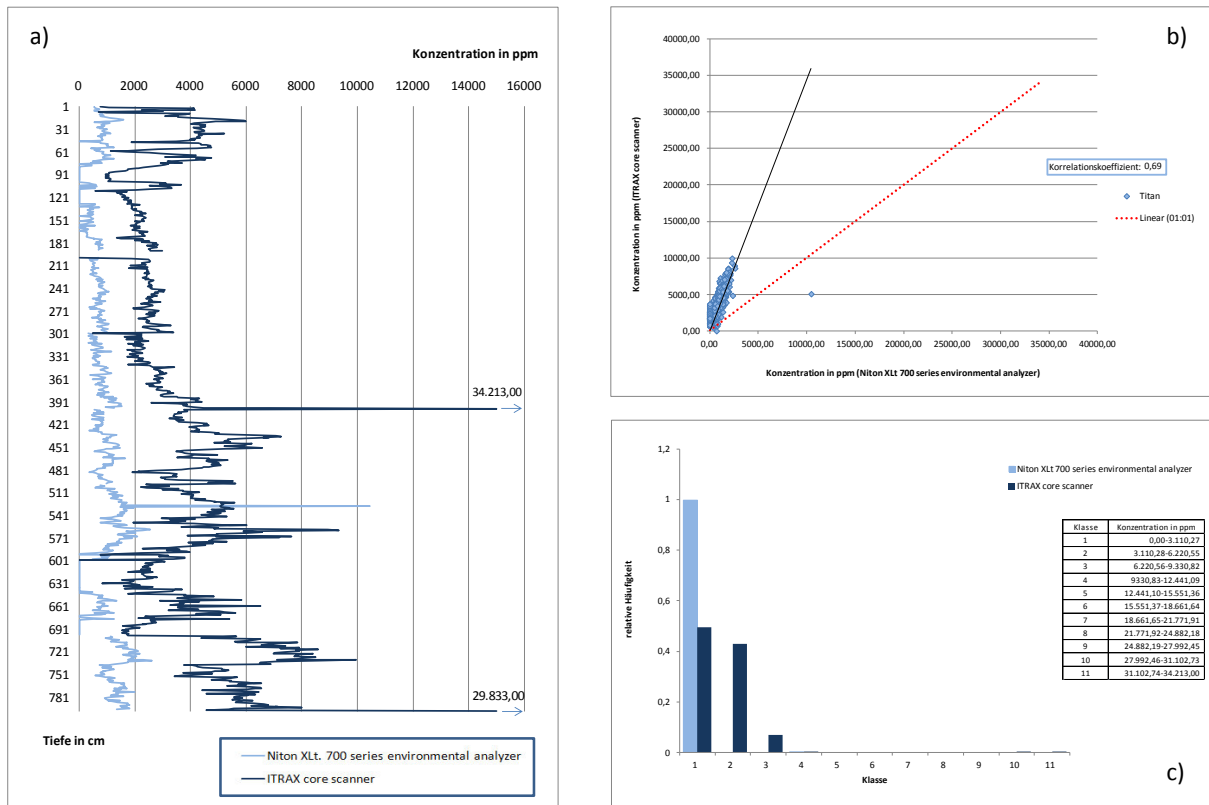 a)
Konzentration in ppm
0 2000 4000 6000 8000 10000 12000 14000 16000
1
31
61
91
121
151
181
211
241
271
301
331
361
391
34.213,00
421
451
481
511
541
571
601
631
661
691
721
751
781
29.833,00
Tiefe in cm
Niton XLt. 700 series environmental analyzer
ITRAX core scanner
b)
Konzentration in ppm (ITRAX core scanner)
40000,00
35000,00
30000,00
25000,00
20000,00
15000,00
10000,00
5000,00
0,00
0,00 5000,00 10000,00 15000,00 20000,00 25000,00 30000,00 35000,00 40000,00
Konzentration in ppm (Niton XLt 700 series environmental analyzer)
Korrelationskoeffizient: 0,69
Titan
Linear (01:01)
relative Häufigkeit
1,2
1
0,8
0,6
0,4
0,2
0
1 2 3 4 5 6 7 8 9 10 11
Klasse
Niton XLt 700 series environmental analyzer
ITRAX core scanner
Klasse Konzentration in ppm
1 0,00-3.110,27
2 3.110,28-6.220,55
3 6.220,56-9.330,82
4 9330,83-12.441,09
5 12.441,10-15.551,36
6 15.551,37-18.661,64
7 18.661,65-21.771,91
8 21.771,92-24.882,18
9 24.882,19-27.992,45
10 27.992,46-31.102,73
11 31.102,74-34.213,00
c)